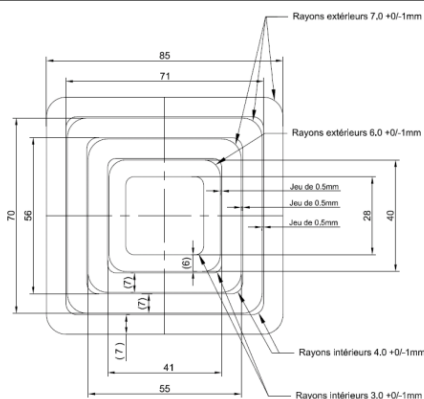 Rayons extérieurs 7.0 +0/-1mm
85
71
Rayons extérieurs 6.0 +0/-1mm
Jeu de 0.5mm
Jeu de 0.5mm
Jeu de 0.5mm
70
56
28
40
(6)
(7)
(7)
(7)
41
55
Rayons intérieurs 4.0 +0/-1mm
Rayons intérieurs 3.0 +0/-1mm